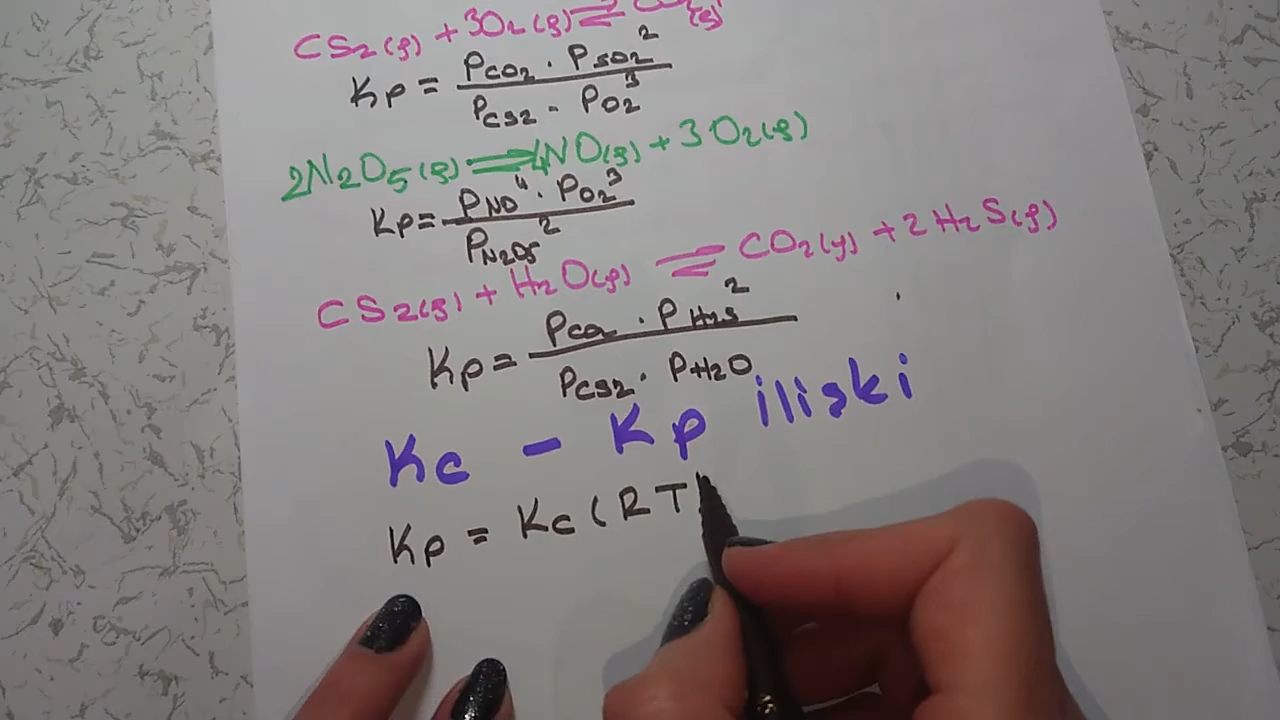 CS2(g) + 3O2(g) ⇌ CO2
(g)
Kp = PCO2 . PSO2^2 / PCS2 . PO2^3
2N2O5(g) ⇌ 4NO(g) + 3O2(g)
Kp = PNO^4 . PO2^3 / PN2O5^2
CS2(g) + H2O(g) ⇌ CO2(g) + 2H2S(g)
Kp = PCO2 . PH2S^2 / PCS2 . PH2O
Kc - Kp ilişki
Kp = Kc (RT)